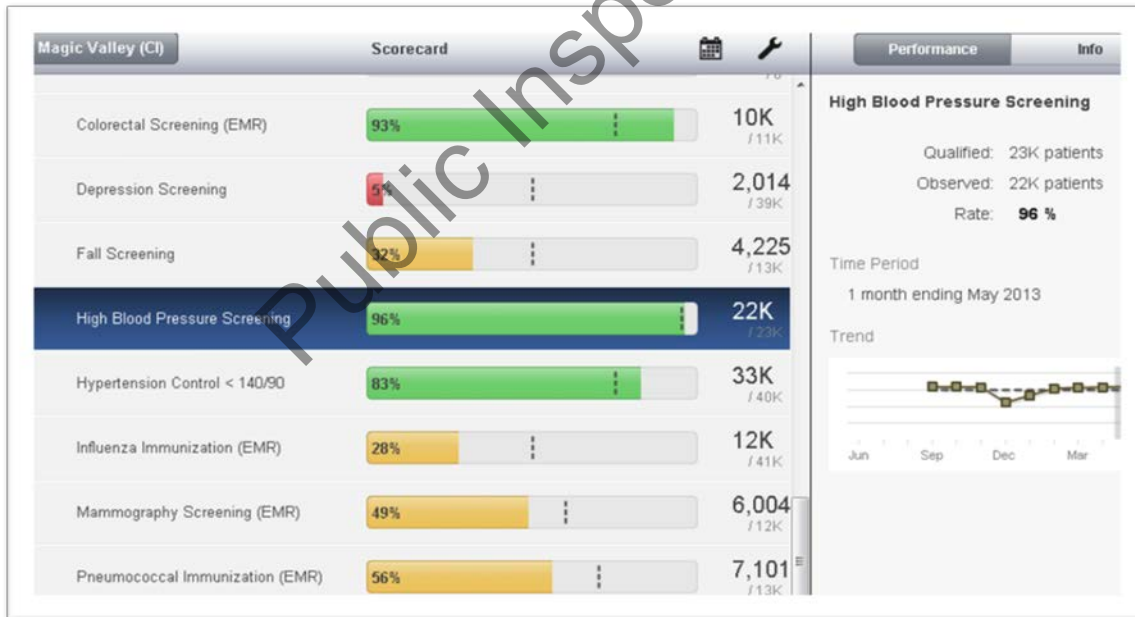 Magic Valley (CI)
Scorecard
Colorectal Screening (EMR)
93%
10K
/ 11K
Depression Screening
5%
2,014
/ 39K
Fall Screening
32%
4,225
/ 13K
High Blood Pressure Screening
96%
22K
/ 23K
Hypertension Control < 140/90
83%
33K
/ 40K
Influenza Immunization (EMR)
28%
12K
/ 41K
Mammography Screening (EMR)
49%
6,004
/ 12K
Pneumococcal Immunization (EMR)
56%
7,101
/ 13K
Performance
Info
High Blood Pressure Screening
Qualified: 23K patients
Observed: 22K patients
Rate: 96 %
Time Period
1 month ending May 2013
Trend
Jun Sep Dec Mar
Public